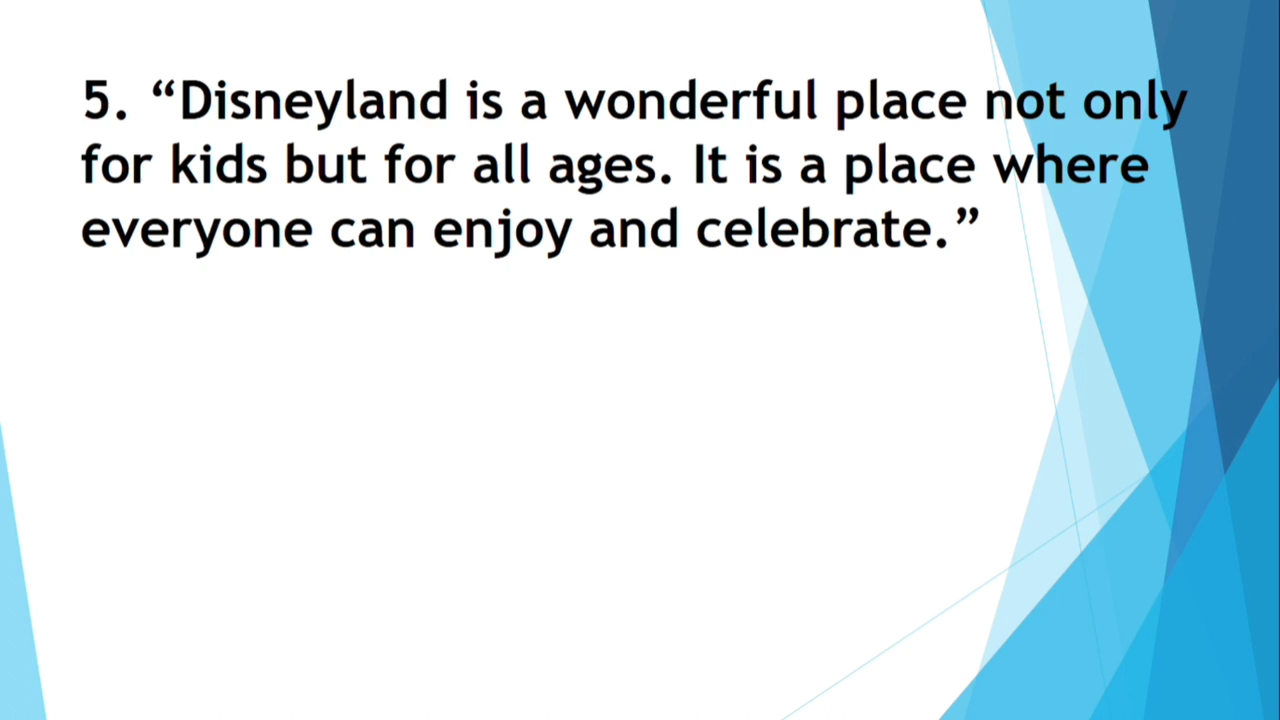 5. “Disneyland is a wonderful place not only
for kids but for all ages. It is a place where
everyone can enjoy and celebrate.”